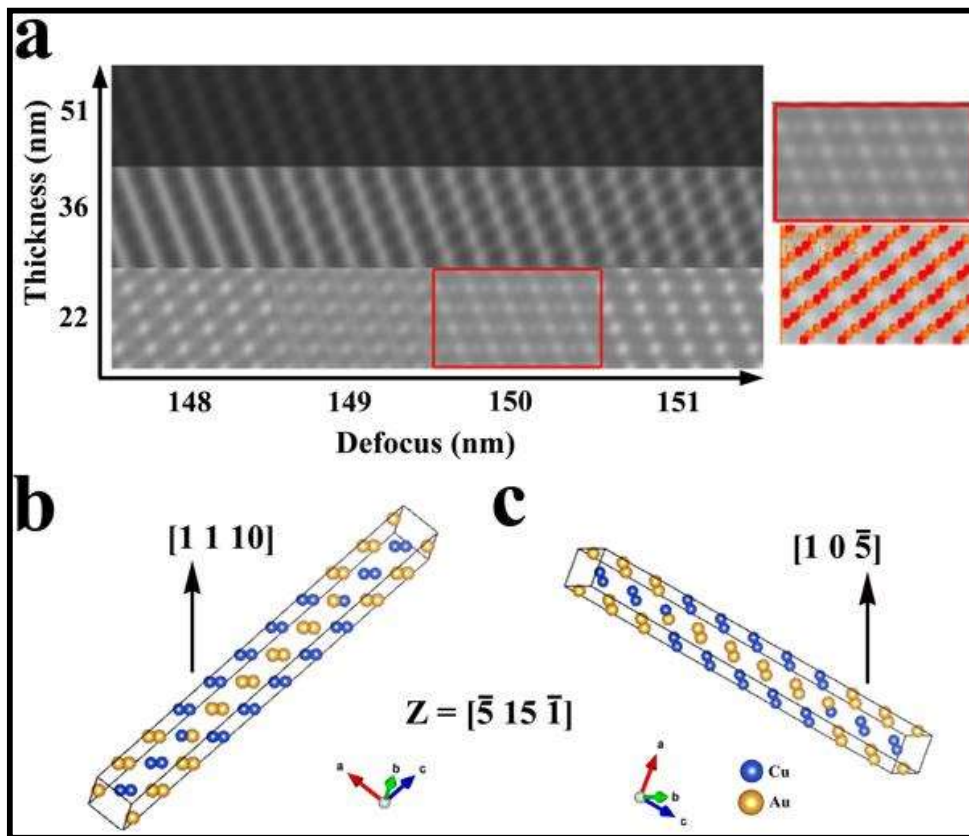 a
Thickness (nm)
51
36
22
148 149 150 151
Defocus (nm)
b
[1 1 10]
c
[1 0 5̅]
Z = [5̅ 15 1̅]
a b c
a b c
Cu
Au